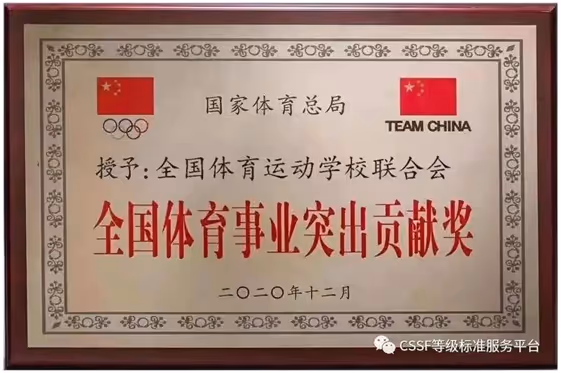 国家体育总局
TEAM CHINA
授予:全国体育运动学校联合会
全国体育事业突出贡献奖
二〇二〇年十二月
CSSF等级标准服务平台